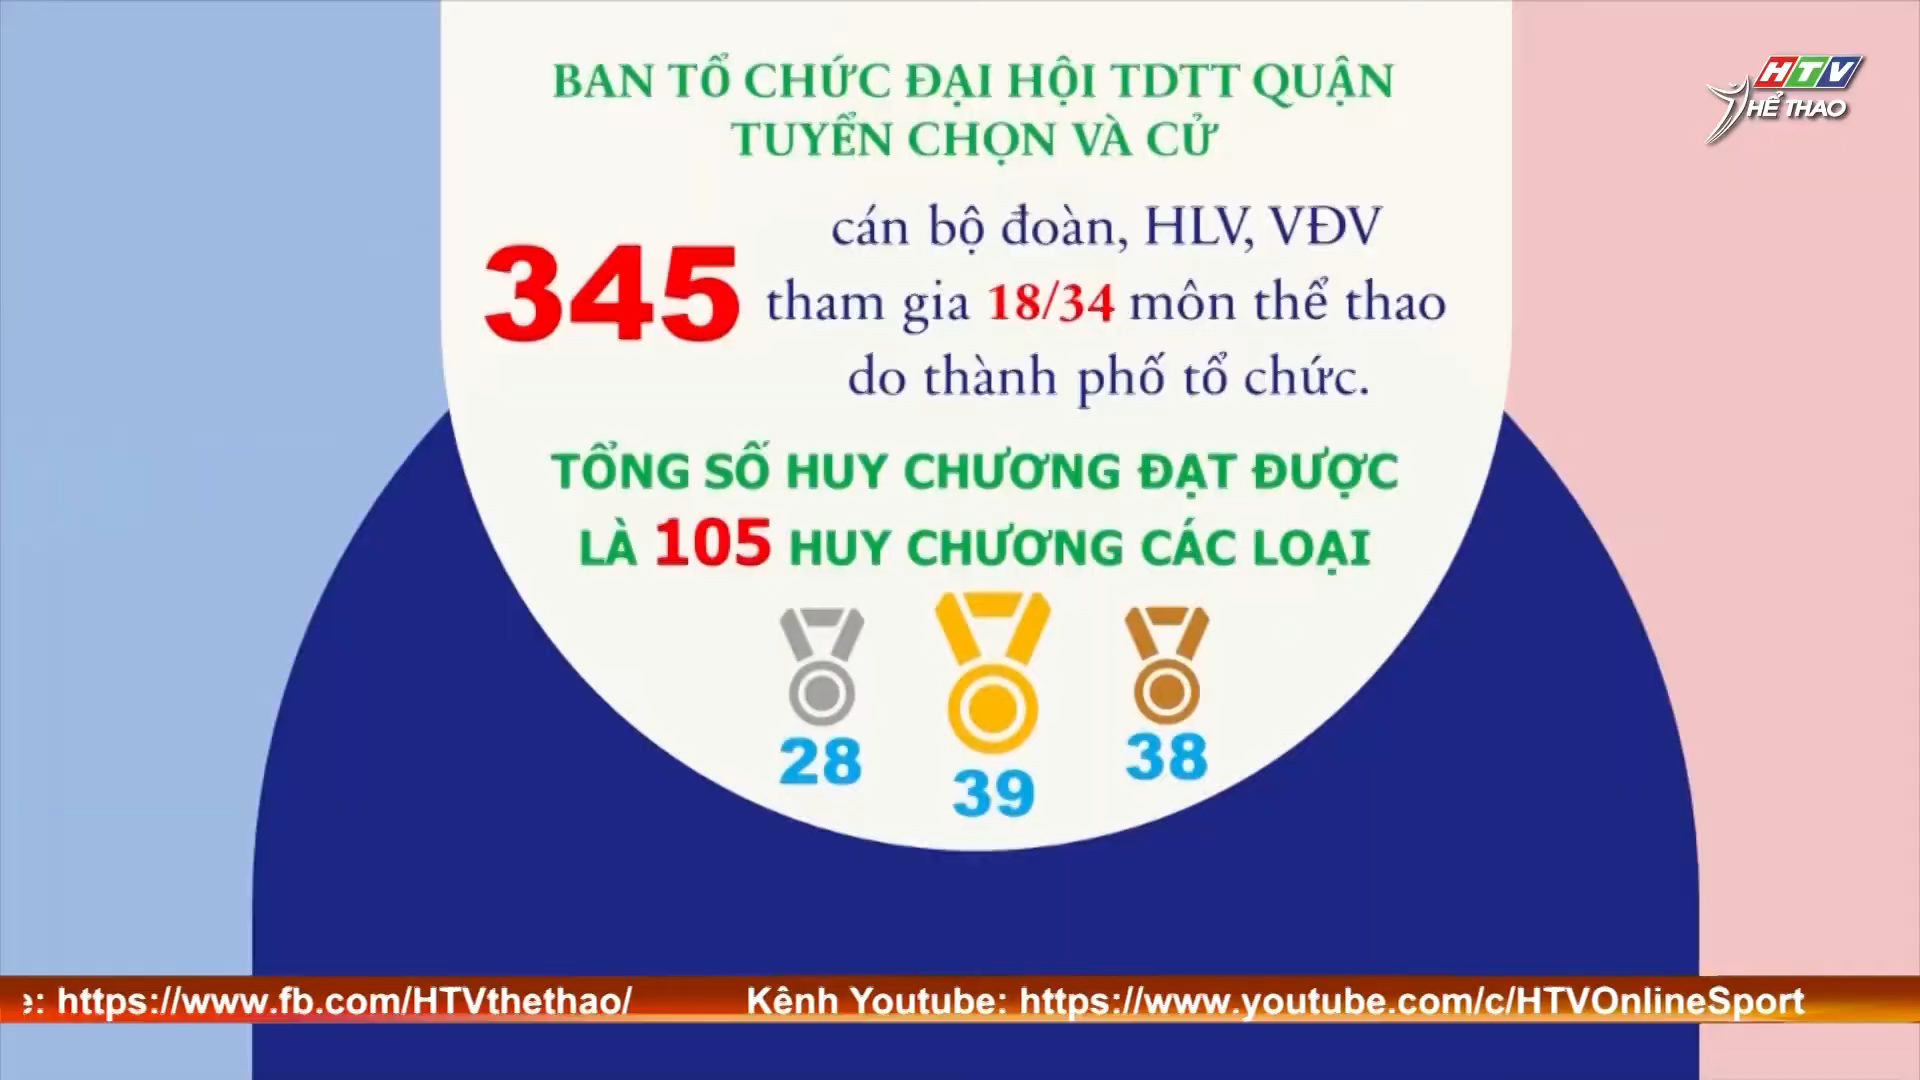 BAN TỔ CHỨC ĐẠI HỘI TDTT QUẬN
TUYỂN CHỌN VÀ CỬ
345
cán bộ đoàn, HLV, VĐV
tham gia 18/34 môn thể thao
do thành phố tổ chức.
TỔNG SỐ HUY CHƯƠNG ĐẠT ĐƯỢC
LÀ 105 HUY CHƯƠNG CÁC LOẠI
28
39
38
HTV
THỂ THAO
e: https://www.fb.com/HTVthethao/ Kênh Youtube: https://www.youtube.com/c/HTVOnlineSport